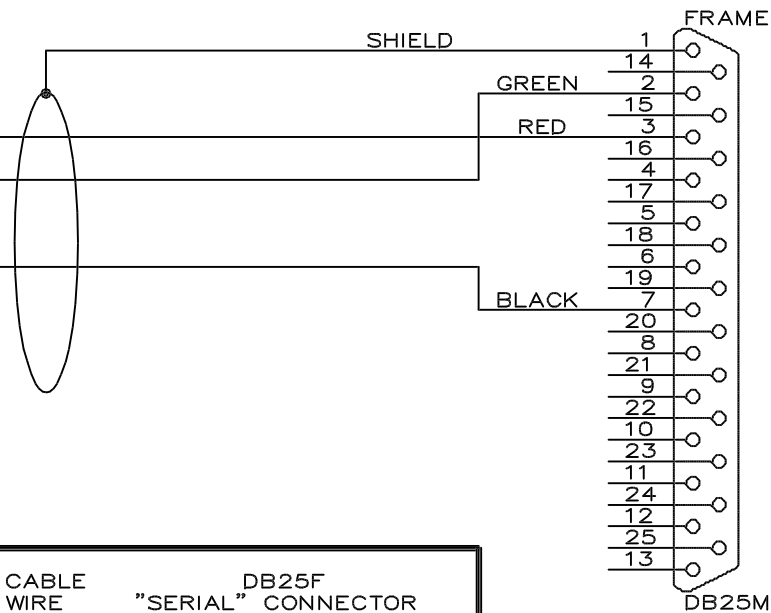 FRAME
SHIELD 1
14
GREEN 2
15
RED 3
16
4
17
5
18
6
19
BLACK 7
20
8
21
9
22
10
23
11
24
12
25
13
CABLE DB25F
WIRE "SERIAL" CONNECTOR
DB25M